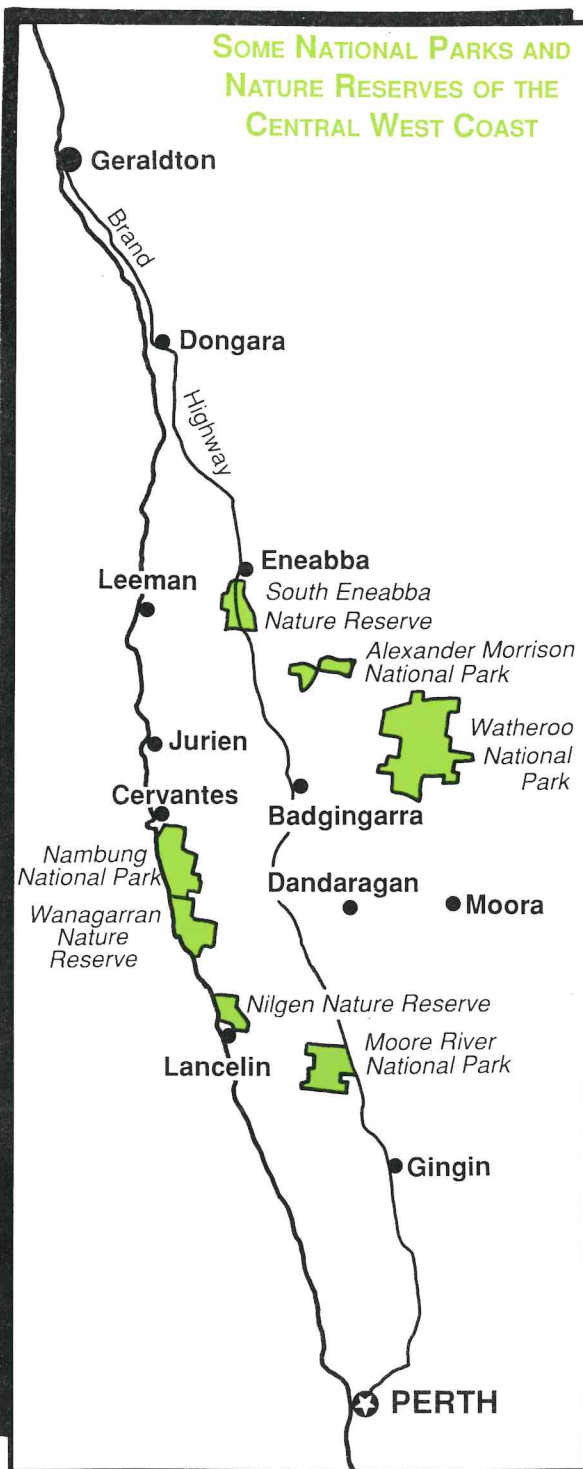 SOME NATIONAL PARKS AND
NATURE RESERVES OF THE
CENTRAL WEST COAST
Geraldton
Brand
Dongara
Highway
Eneabba
Leeman
South Eneabba
Nature Reserve
Alexander Morrison
National Park
Watheroo
National
Park
Jurien
Cervantes
Badgingarra
Nambung
National Park
Dandaragan
Moora
Wanagarran
Nature
Reserve
Nilgen Nature Reserve
Lancelin
Moore River
National Park
Gingin
PERTH